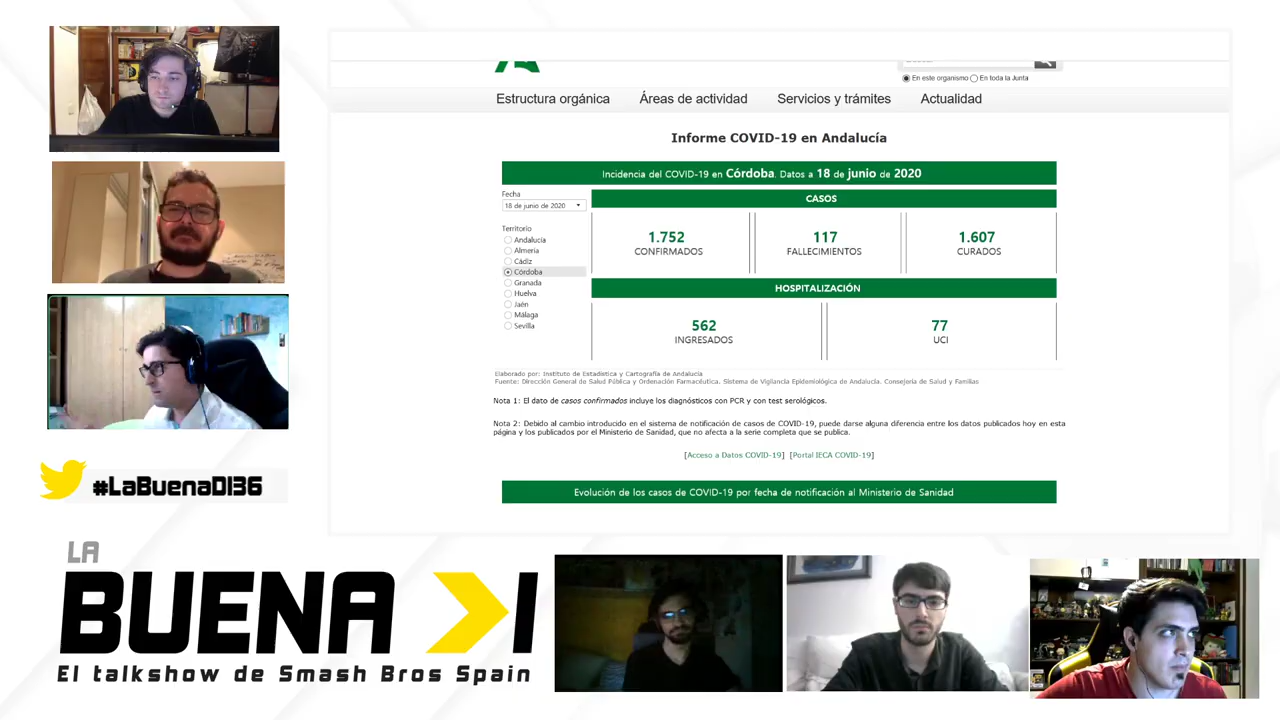 En este organismo En toda la Junta
Estructura orgánica Áreas de actividad Servicios y trámites Actualidad
Informe COVID-19 en Andalucía
Incidencia del COVID-19 en Córdoba. Datos a 18 de junio de 2020
Fecha
18 de junio de 2020
Territorio
Andalucía
Almería
Cádiz
Córdoba
Granada
Huelva
Jaén
Málaga
Sevilla
CASOS
1.752 117 1.607
CONFIRMADOS FALLECIMIENTOS CURADOS
HOSPITALIZACIÓN
562 77
INGRESADOS UCI
Elaborado por: Instituto de Estadística y Cartografía de Andalucía
Fuente: Dirección General de Salud Pública y Ordenación Farmacéutica. Sistema de Vigilancia Epidemiológica de Andalucía. Consejería de Salud y Familias
Nota 1: El dato de casos confirmados incluye los diagnósticos con PCR y con test serológicos.
Nota 2: Debido al cambio introducido en el sistema de notificación de casos de COVID-19, puede darse alguna diferencia entre los datos publicados hoy en esta
página y los publicados por el Ministerio de Sanidad, que no afecta a la serie completa que se publica.
[Acceso a Datos COVID-19] [Portal IECA COVID-19]
Evolución de los casos de COVID-19 por fecha de notificación al Ministerio de Sanidad
#LaBuenaDI36
LA
BUENA DI
El talkshow de Smash Bros Spain